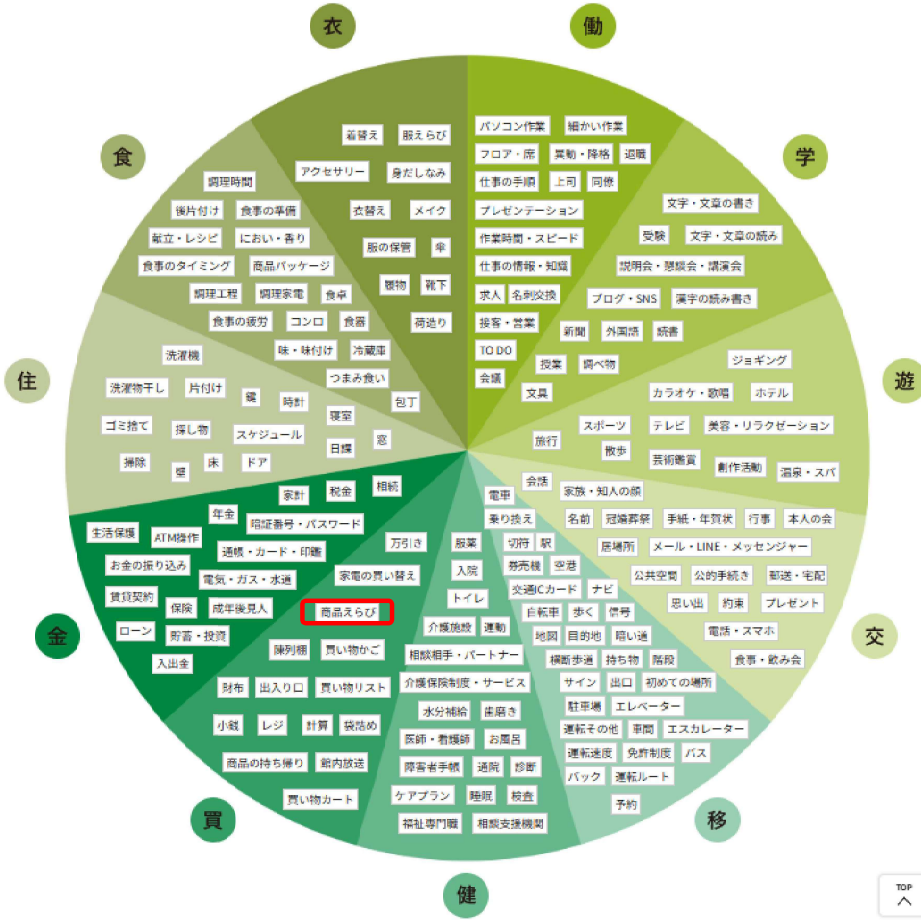 衣
着替え
服えらび
アクセサリー
身だしなみ
衣替え
メイク
服の保管
傘
履物
靴下
荷造り
働
パソコン作業
細かい作業
フロア・席
異動・降格
退職
仕事の手順
上司
同僚
プレゼンテーション
作業時間・スピード
仕事の情報・知識
求人
名刺交換
接客・営業
TO DO
会議
学
文字・文章の書き
受験
文字・文章の読み
説明会・懇談会・講演会
ブログ・SNS
漢字の読み書き
新聞
外国語
読書
授業
調べ物
文具
遊
ジョギング
カラオケ・歌唱
ホテル
スポーツ
テレビ
美容・リラクゼーション
旅行
散歩
芸術鑑賞
創作活動
温泉・スパ
交
会話
家族・知人の顔
名前
冠婚葬祭
手紙・年賀状
行事
本人の会
居場所
メール・LINE・メッセンジャー
公共空間
公的手続き
郵送・宅配
思い出
約束
プレゼント
電話・スマホ
食事・飲み会
移
電車
乗り換え
切符
駅
券売機
空港
交通ICカード
ナビ
自転車
歩く
信号
地図
目的地
暗い道
横断歩道
持ち物
階段
サイン
出口
初めての場所
駐車場
エレベーター
運転その他
車間
エスカレーター
運転速度
免許制度
バス
バック
運転ルート
予約
健
服薬
入院
トイレ
介護施設
運動
相談相手・パートナー
介護保険制度・サービス
水分補給
歯磨き
医師・看護師
お風呂
障害者手帳
通院
診断
ケアプラン
睡眠
検査
福祉専門職
相談支援機関
買
万引き
家電の買い替え
商品えらび
陳列棚
買い物かご
財布
出入り口
買い物リスト
小銭
レジ
計算
袋詰め
商品の持ち帰り
館内放送
買い物カート
金
家計
税金
相続
年金
暗証番号・パスワード
生活保護
ATM操作
通帳・カード・印鑑
お金の振り込み
電気・ガス・水道
賃貸契約
保険
成年後見人
ローン
貯蓄・投資
入出金
住
洗濯機
洗濯物干し
片付け
鍵
時計
寝室
ゴミ捨て
探し物
スケジュール
日課
窓
掃除
壁
床
ドア
食
調理時間
後片付け
食事の準備
献立・レシピ
におい・香り
食事のタイミング
商品パッケージ
調理工程
調理家電
食卓
食事の疲労
コンロ
食器
味・味付け
冷蔵庫
つまみ食い
包丁
TOP